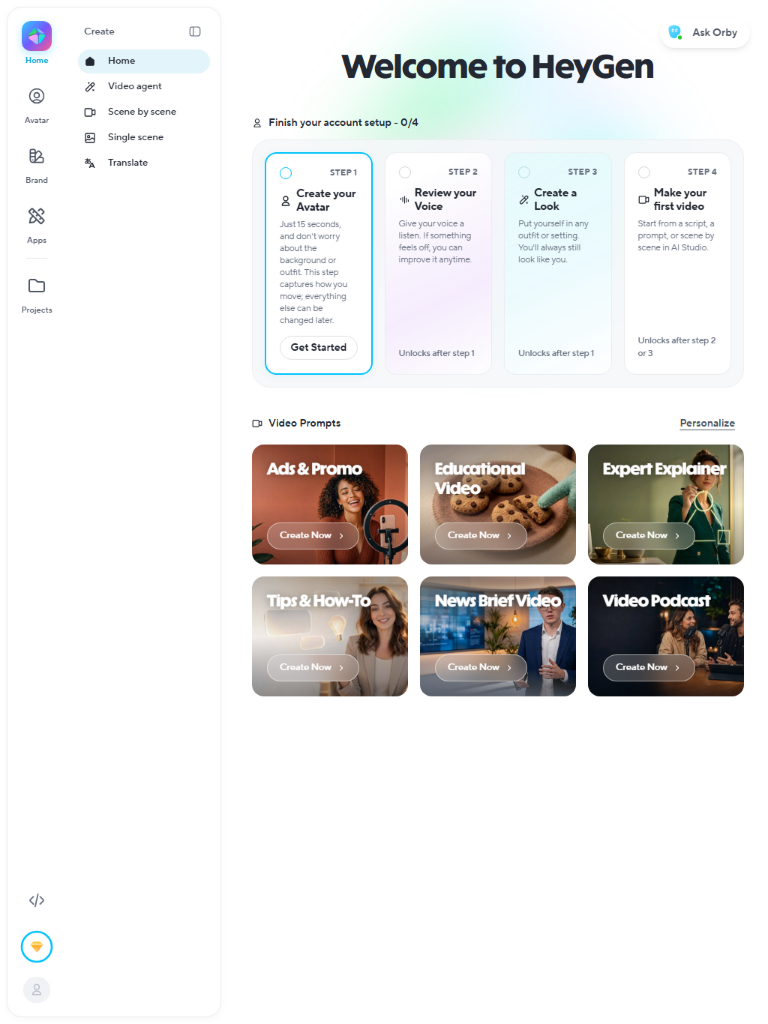 Home
Avatar
Brand
Apps
Projects
Create
Home
Video agent
Scene by scene
Single scene
Translate
Ask Orby
Welcome to HeyGen
Finish your account setup - 0/4
STEP 1
Create your
Avatar
Just 15 seconds,
and don't worry
about the
background or
outfit. This step
captures how you
move; everything
else can be
changed later.
Get Started
STEP 2
Review your
Voice
Give your voice a
listen. If something
feels off, you can
improve it anytime.
Unlocks after step 1
STEP 3
Create a
Look
Put yourself in any
outfit or setting.
You'll always still
look like you.
Unlocks after step 1
STEP 4
Make your
first video
Start from a script, a
prompt, or scene by
scene in AI Studio.
Unlocks after step 2
or 3
Video Prompts
Personalize
Ads & Promo
Create Now
Educational
Video
Create Now
Expert Explainer
Create Now
Tips & How-To
Create Now
News Brief Video
Create Now
Video Podcast
Create Now